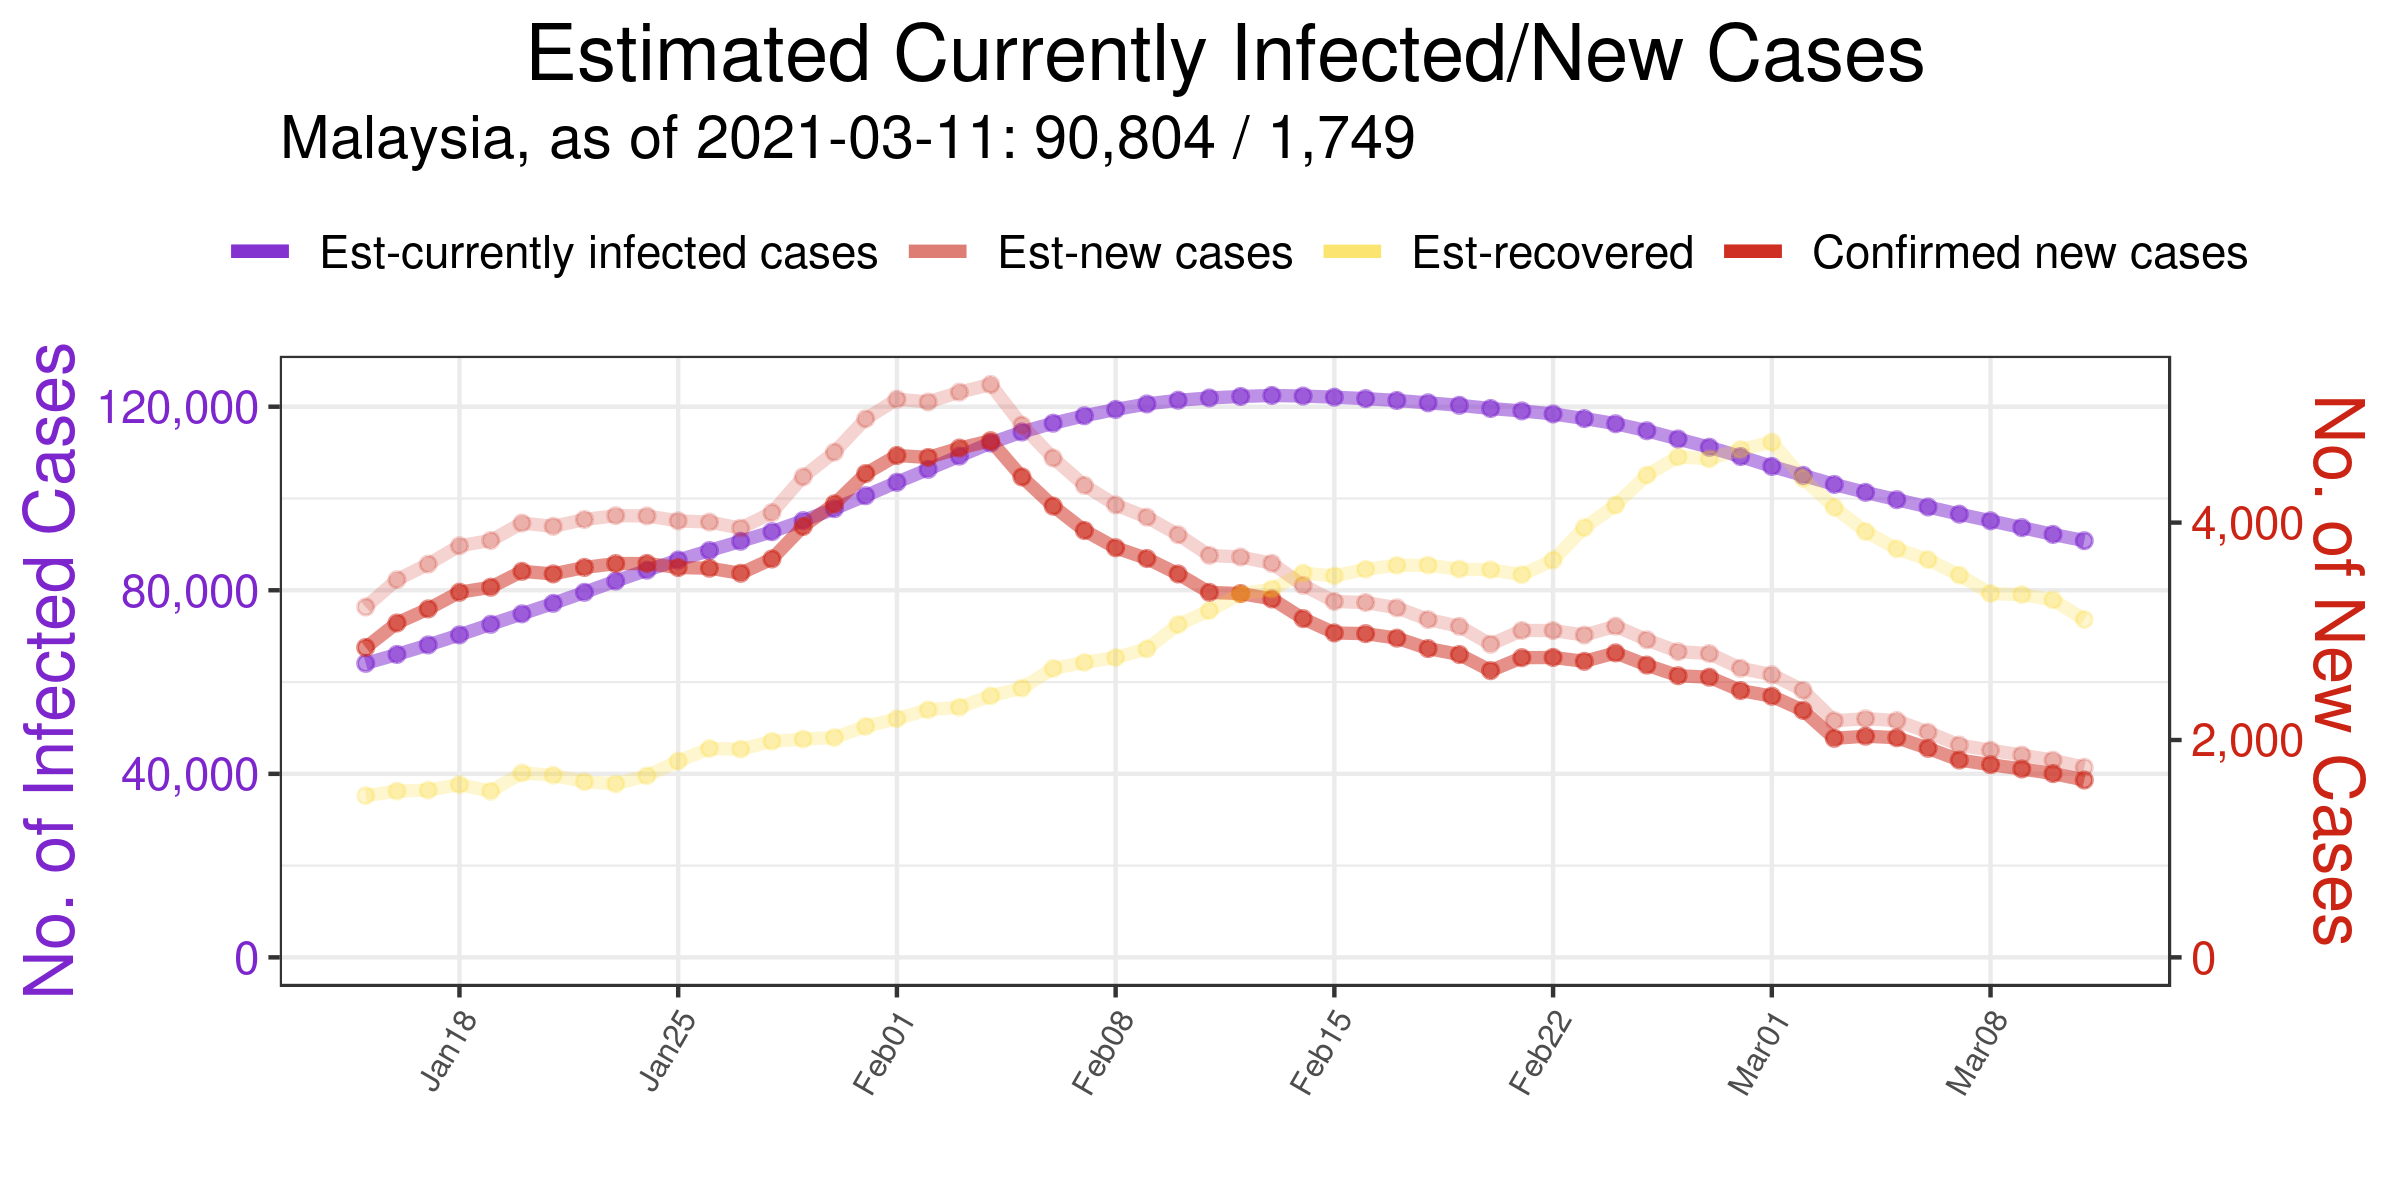 Estimated Currently Infected/New Cases
Malaysia, as of 2021-03-11: 90,804 / 1,749
Est-currently infected cases
Est-new cases
Est-recovered
Confirmed new cases
No. of Infected Cases
120,000
80,000
40,000
0
4,000
2,000
0
No. of New Cases
Jan18
Jan25
Feb01
Feb08
Feb15
Feb22
Mar01
Mar08